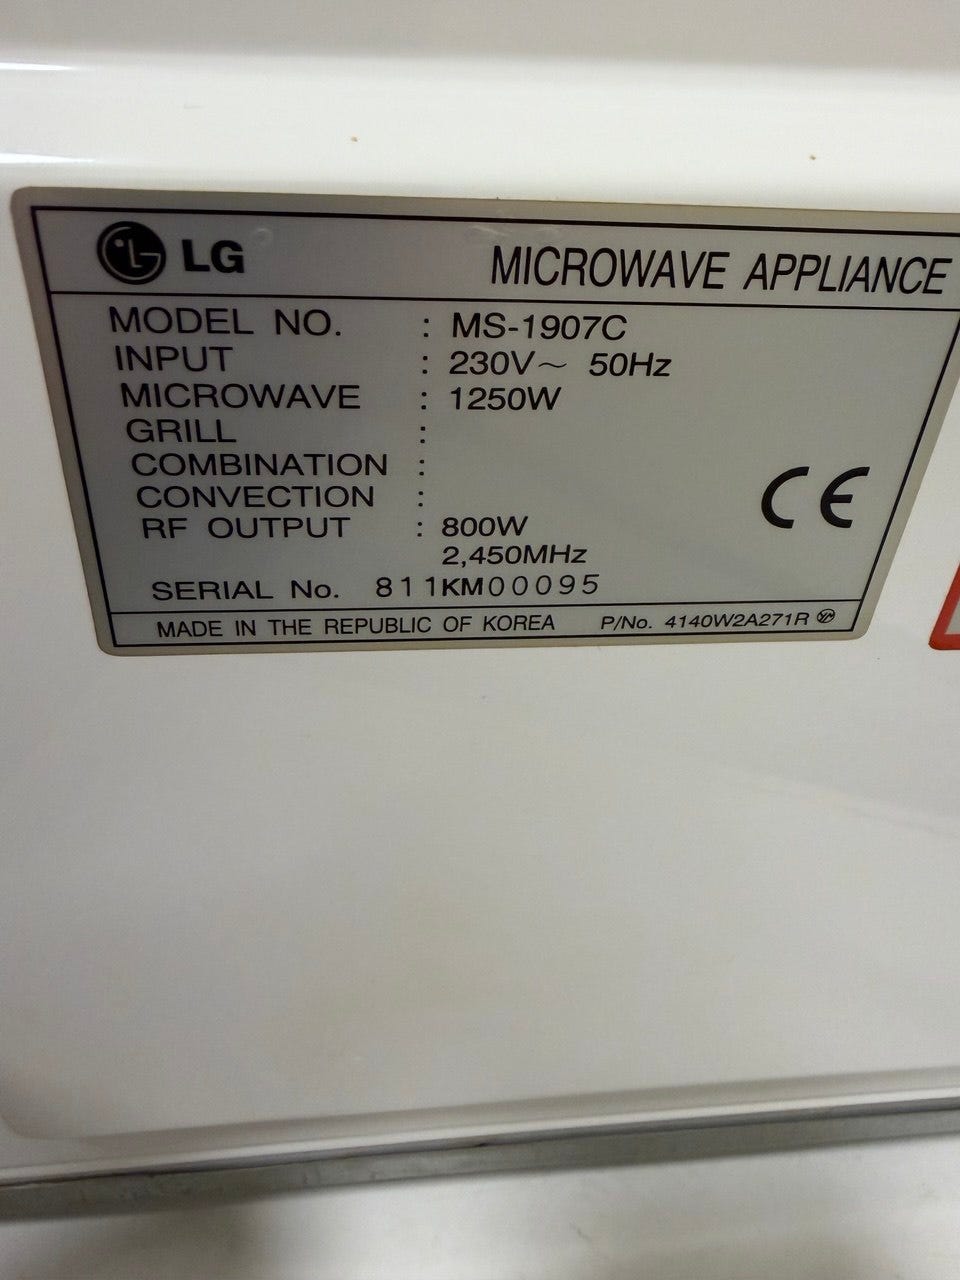 LG MICROWAVE APPLIANCE
MODEL NO. : MS-1907C
INPUT : 230V~ 50Hz
MICROWAVE : 1250W
GRILL :
COMBINATION :
CONVECTION :
RF OUTPUT : 800W
2,450MHz
CE
SERIAL No. 811KM00095
MADE IN THE REPUBLIC OF KOREA P/No. 4140W2A271R